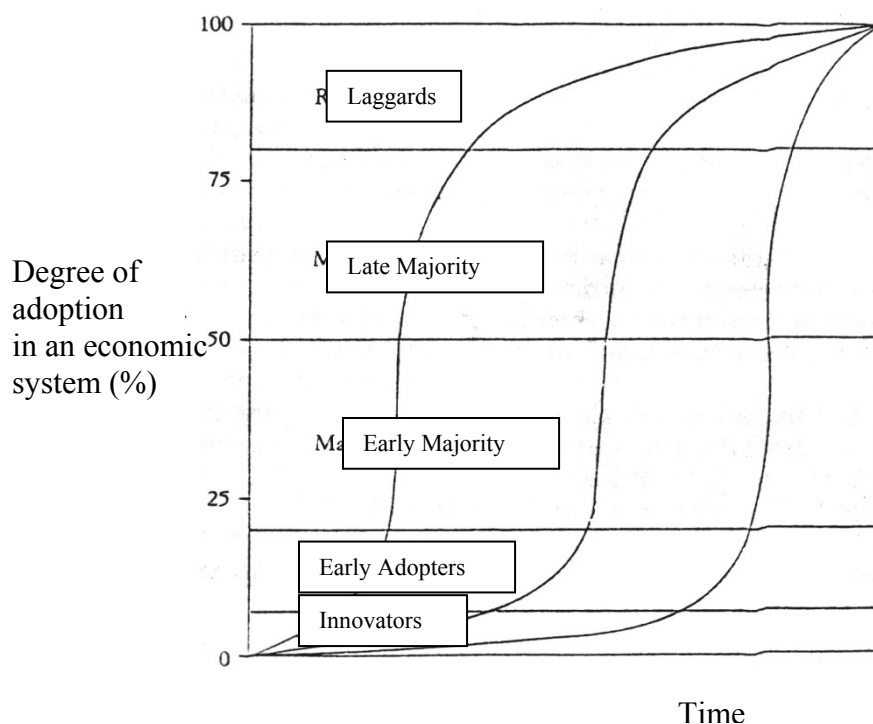 100
R Laggards
75
M Late Majority
Degree of
adoption
in an economic
system (%)
50
Ma Early Majority
25
Early Adopters
Innovators
0
Time